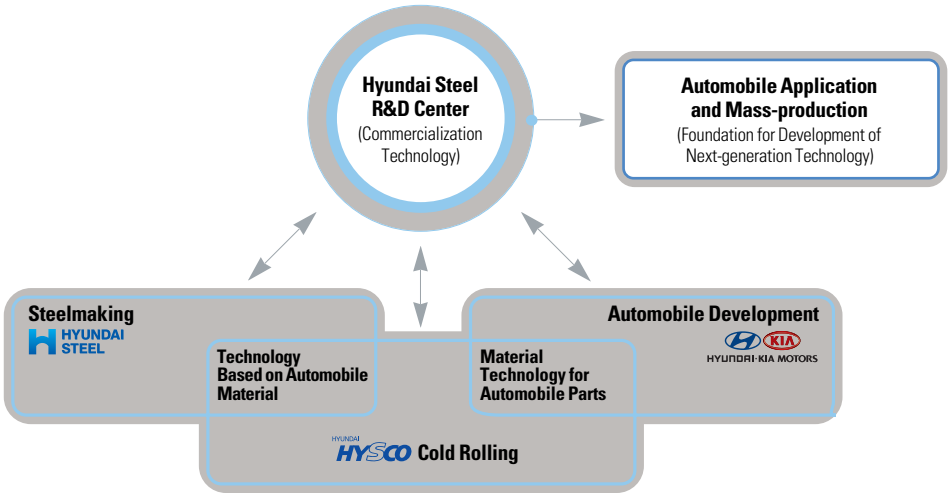 Hyundai Steel
R&D Center
(Commercialization
Technology)
Automobile Application
and Mass-production
(Foundation for Development of
Next-generation Technology)
Steelmaking
HYUNDAI
STEEL
Technology
Based on Automobile
Material
Automobile Development
KIA
HYUNDAI·KIA MOTORS
Material
Technology for
Automobile Parts
HYUNDAI
HYSCO Cold Rolling